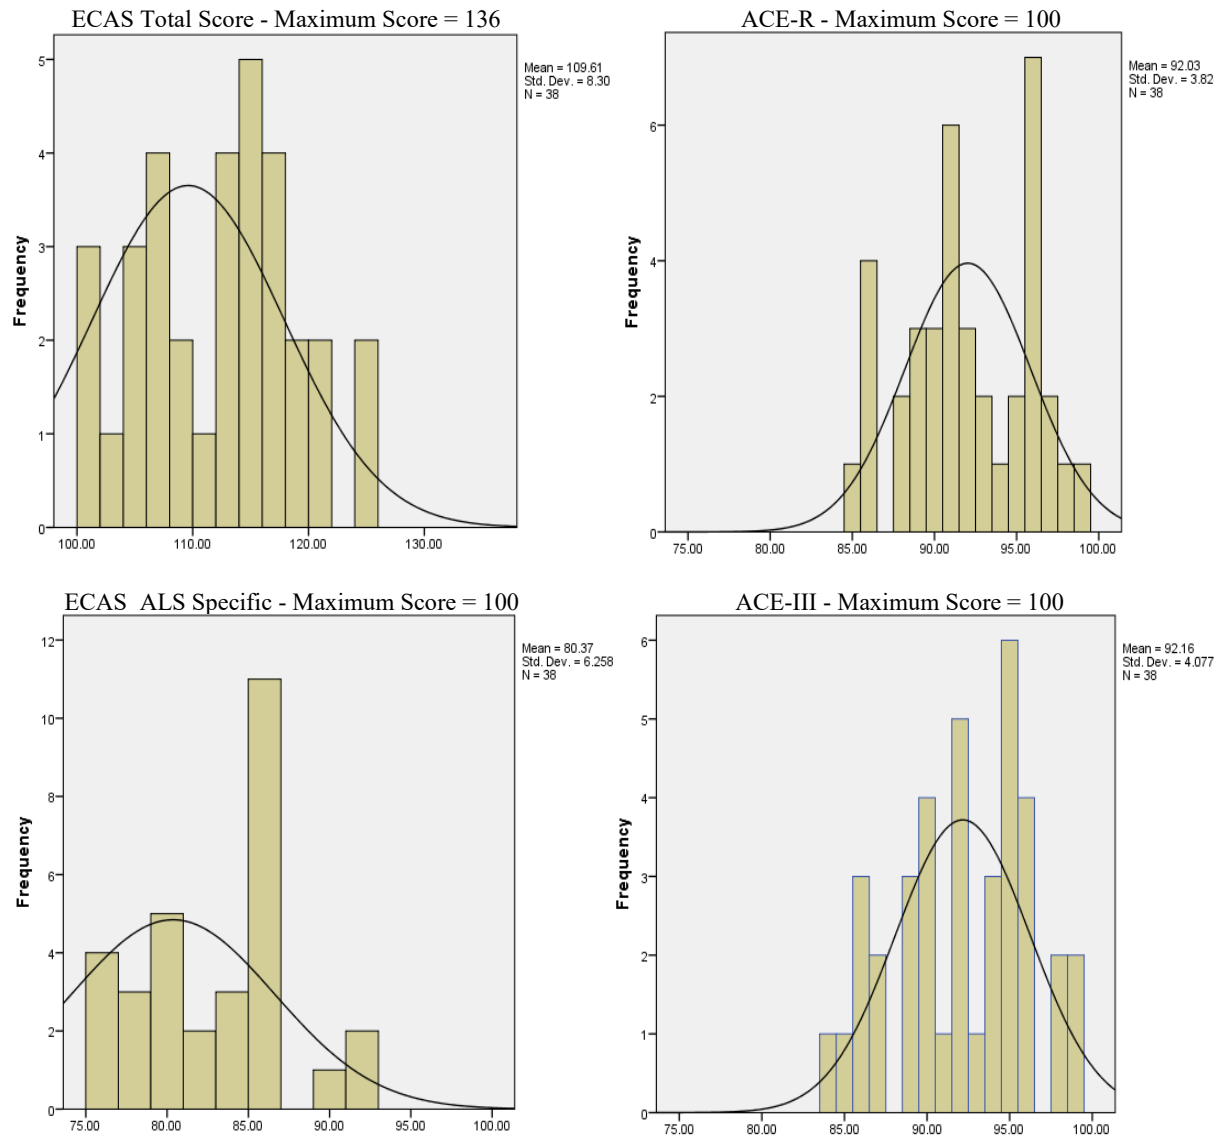 ECAS Total Score - Maximum Score = 136
Mean = 109.61
Std. Dev. = 8.30
N = 38
Frequency
5
4
3
2
1
0
100.00 110.00 120.00 130.00
ACE-R - Maximum Score = 100
Mean = 92.03
Std. Dev. = 3.82
N = 38
Frequency
6
4
2
0
75.00 80.00 85.00 90.00 95.00 100.00
ECAS ALS Specific - Maximum Score = 100
Mean = 80.37
Std. Dev. = 6.258
N = 38
Frequency
12
10
8
6
4
2
0
75.00 80.00 85.00 90.00 95.00 100.00
ACE-III - Maximum Score = 100
Mean = 92.16
Std. Dev. = 4.077
N = 38
Frequency
6
5
4
3
2
1
0
75.00 80.00 85.00 90.00 95.00 100.00